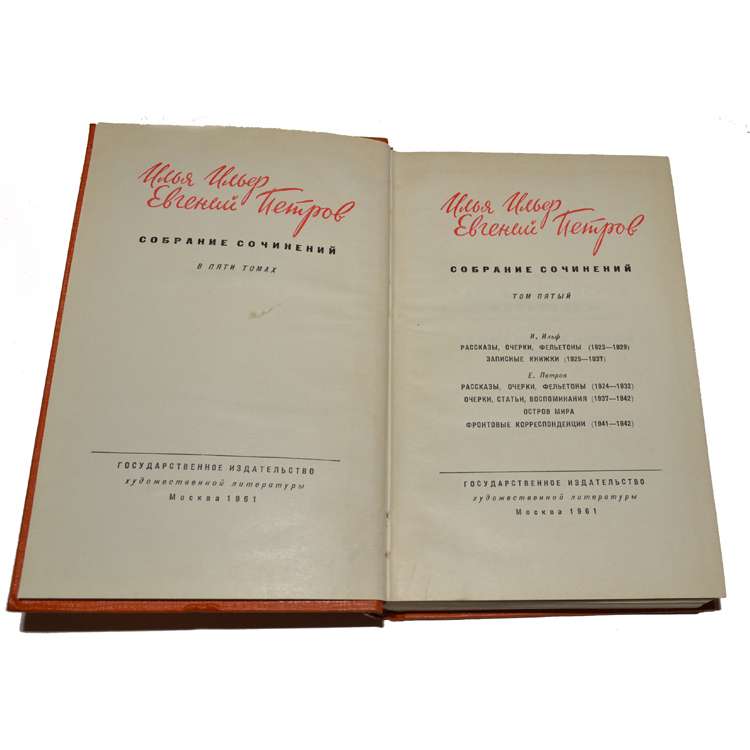 Илья Ильф
Евгений Петров
СОБРАНИЕ СОЧИНЕНИЙ
В ПЯТИ ТОМАХ
ГОСУДАРСТВЕННОЕ ИЗДАТЕЛЬСТВО
художественной литературы
Москва 1961
Илья Ильф
Евгений Петров
СОБРАНИЕ СОЧИНЕНИЙ
ТОМ ПЯТЫЙ
И. Ильф
РАССКАЗЫ, ОЧЕРКИ, ФЕЛЬЕТОНЫ (1923—1929)
ЗАПИСНЫЕ КНИЖКИ (1925—1937)
Е. Петров
РАССКАЗЫ, ОЧЕРКИ, ФЕЛЬЕТОНЫ (1924—1932)
ОЧЕРКИ, СТАТЬИ, ВОСПОМИНАНИЯ (1937—1942)
ОСТРОВ МИРА
ФРОНТОВЫЕ КОРРЕСПОНДЕНЦИИ (1941—1942)
ГОСУДАРСТВЕННОЕ ИЗДАТЕЛЬСТВО
художественной литературы
Москва 1961